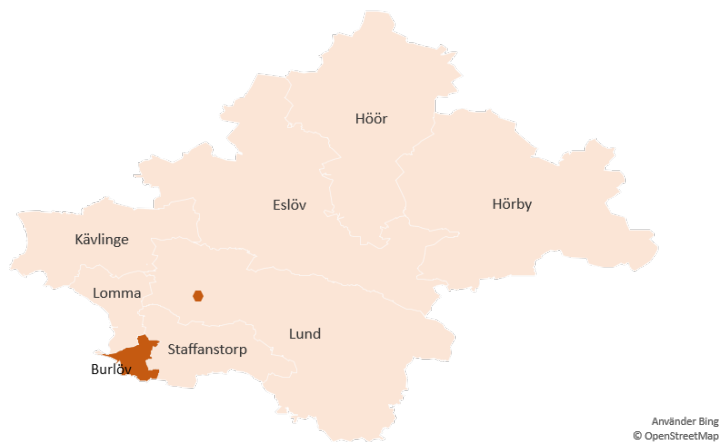 Höör
Eslöv
Hörby
Kävlinge
Lomma
Lund
Staffanstorp
Burlöv
Använder Bing
© OpenStreetMap